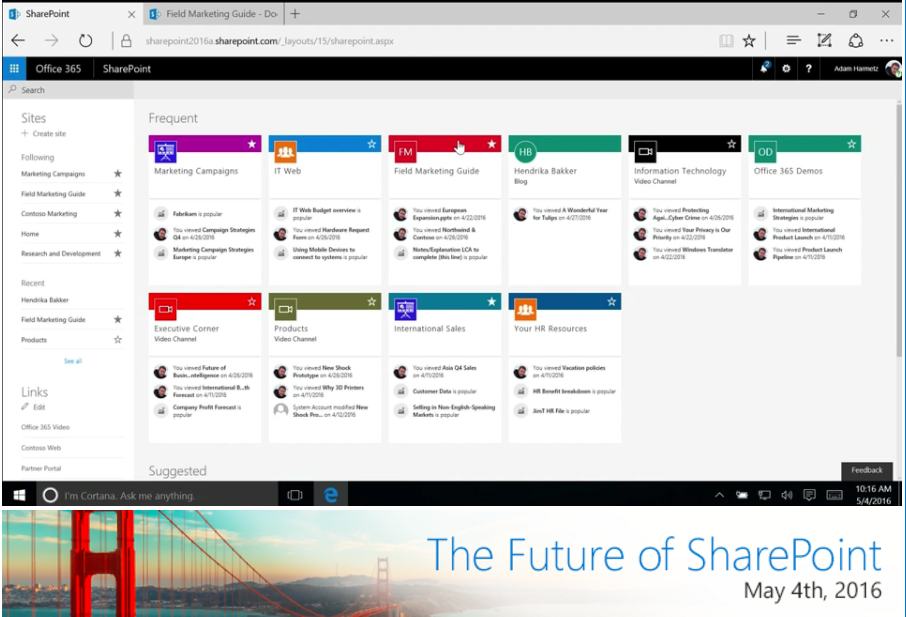 SharePoint
Field Marketing Guide - Do
sharepoint2016a.sharepoint.com/_layouts/15/sharepoint.aspx
Office 365
SharePoint
2
?
Adam Harmetz
Search
Sites
+ Create site
Following
Marketing Campaigns
Field Marketing Guide
Contoso Marketing
Home
Research and Development
Recent
Hendrika Bakker
Field Marketing Guide
Products
See all
Links
Edit
Office 365 Video
Contoso Web
Partner Portal
Frequent
Marketing Campaigns
Fabrikam is popular
You viewed Campaign Strategies
Q4 on 4/26/2016
Marketing Campaign Strategies
Europe is popular
IT Web
IT Web Budget overview is
popular
You viewed Hardware Request
Form on 4/26/2016
Using Mobile Devices to
connect to systems is popular
FM
Field Marketing Guide
You viewed European
Expansion.pptx on 4/22/2016
You viewed Northwind &
Contoso on 4/26/2016
Notes/Explanation LCA to
complete (this line) is popular
HB
Hendrika Bakker
Blog
You viewed A Wonderful Year
for Tulips on 4/27/2016
Information Technology
Video Channel
You viewed Protecting
Agai...Cyber Crime on 4/26/2016
You viewed Your Privacy is Our
Priority on 4/22/2016
You viewed Windows Translator
on 4/22/2016
OD
Office 365 Demos
International Marketing
Strategies is popular
You viewed International
Product Launch on 4/11/2016
You viewed Product Launch
Pipeline on 4/11/2016
Executive Corner
Video Channel
You viewed Future of
Busin...ntelligence on 4/26/2016
You viewed International B...th
Forecast on 4/11/2016
Company Profit Forecast is
popular
Products
Video Channel
You viewed New Shock
Prototype on 4/26/2016
You viewed Why 3D Printers
on 4/11/2016
System Account modified New
Shock Pro... on 4/12/2016
International Sales
You viewed Asia Q4 Sales
on 4/11/2016
Customer Data is popular
Selling in Non-English-Speaking
Markets is popular
Your HR Resources
You viewed Vacation policies
on 4/11/2016
HR Benefit breakdown is popular
JimT HR File is popular
Suggested
Feedback
I'm Cortana. Ask me anything.
10:16 AM
5/4/2016
The Future of SharePoint
May 4th, 2016